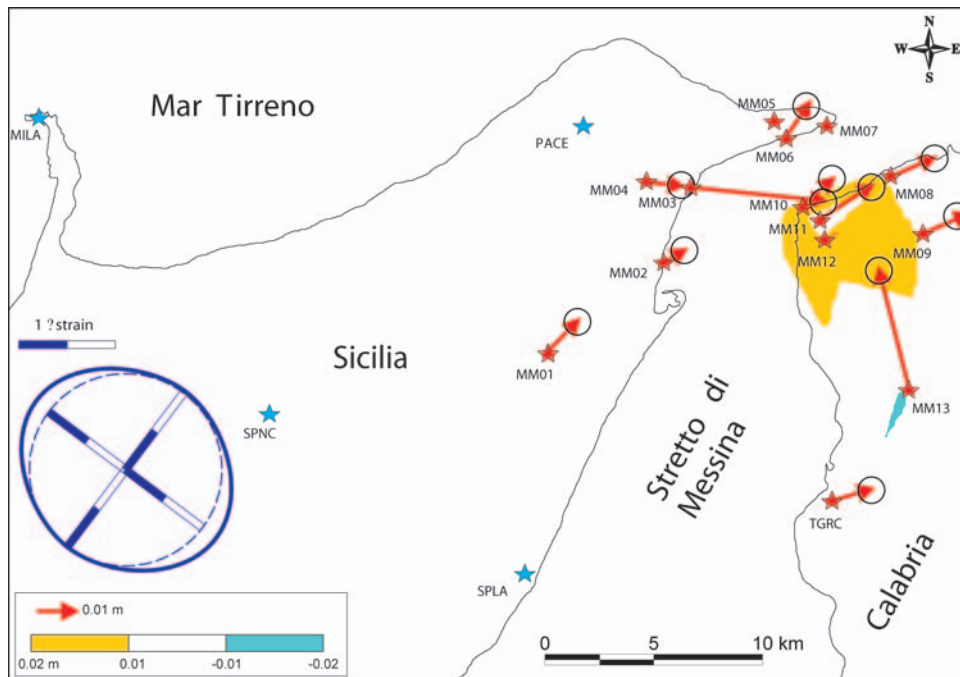 N
W E
S
Mar Tirreno
MILA
PACE
MM05
MM07
MM06
MM04
MM03
MM10
MM08
MM11
MM09
MM12
MM02
1 ?strain
Sicilia
MM01
MM13
SPNC
Stretto di
Messina
TGRC
Calabria
SPLA
0.01 m
0.02 m 0.01 -0.01 -0.02
0 5 10 km